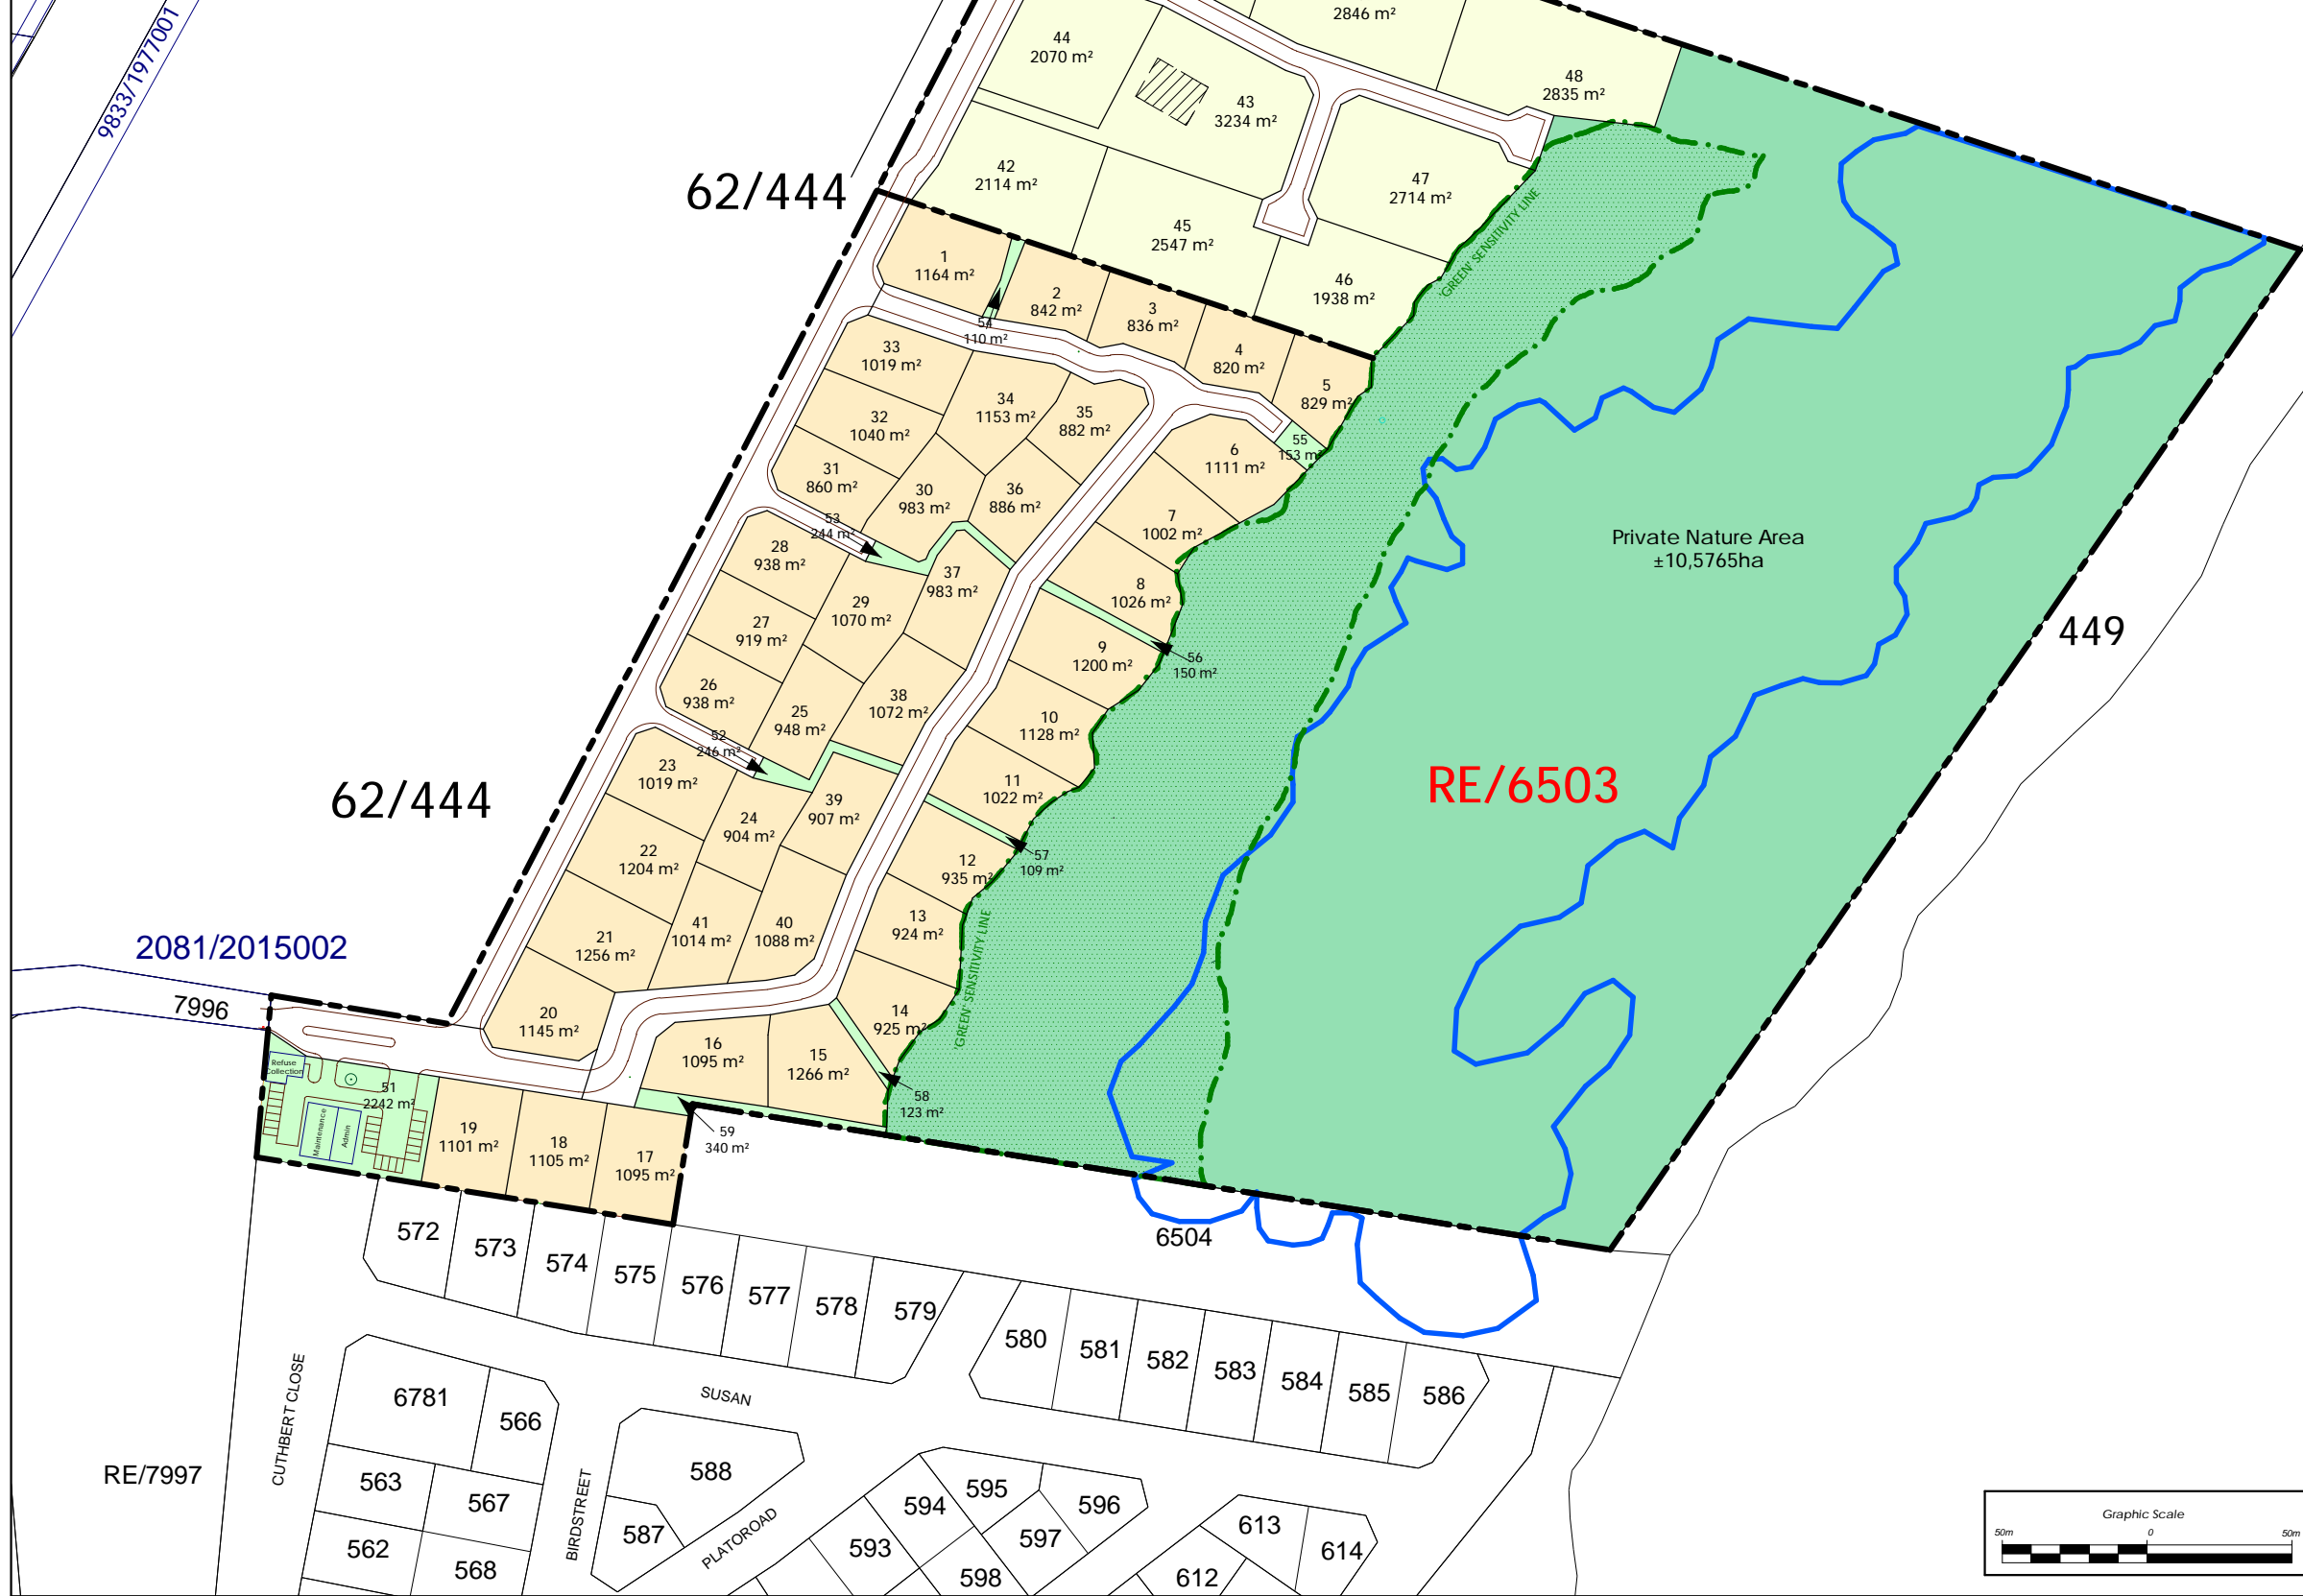 9833/1977001
2846 m²
44
2070 m²
43
3234 m²
48
2835 m²
62/444
42
2114 m²
47
2714 m²
45
2547 m²
46
1938 m²
'GREEN' SENSITIVITY LINE
1
1164 m²
2
842 m²
3
836 m²
4
820 m²
5
829 m²
54
110 m²
33
1019 m²
34
1153 m²
35
882 m²
32
1040 m²
31
860 m²
30
983 m²
36
886 m²
6
1111 m²
55
153 m²
7
1002 m²
53
244 m²
28
938 m²
37
983 m²
29
1070 m²
8
1026 m²
27
919 m²
9
1200 m²
56
150 m²
Private Nature Area
±10,5765ha
449
26
938 m²
25
948 m²
38
1072 m²
10
1128 m²
52
246 m²
23
1019 m²
39
907 m²
11
1022 m²
RE/6503
62/444
24
904 m²
22
1204 m²
12
935 m²
57
109 m²
21
1256 m²
41
1014 m²
40
1088 m²
13
924 m²
'GREEN' SENSITIVITY LINE
2081/2015002
7996
20
1145 m²
14
925 m²
16
1095 m²
15
1266 m²
58
123 m²
59
340 m²
Refuse
Collection
51
2242 m²
Maintenance
Admin
19
1101 m²
18
1105 m²
17
1095 m²
572
573
574
575
576
577
578
579
6504
580
581
582
583
584
585
586
CUTHBERT CLOSE
6781
566
SUSAN
588
RE/7997
563
567
BIRDSTREET
587
PLATOROAD
594
595
596
593
597
598
562
568
613
614
612
Graphic Scale
50m 0 50m